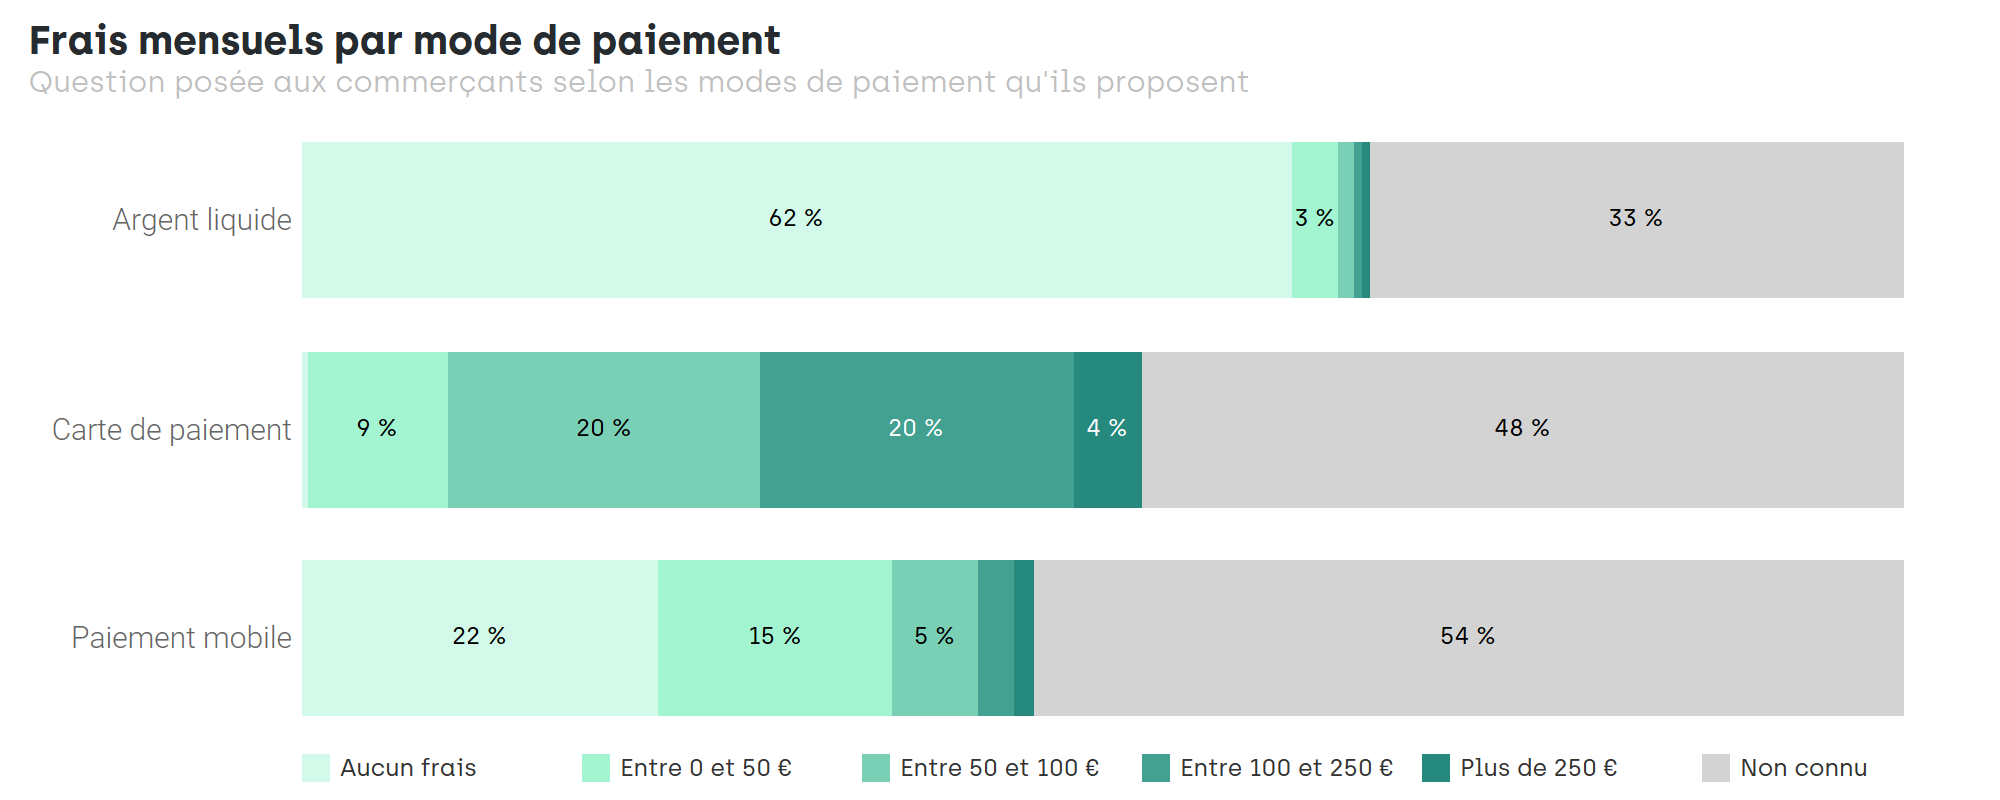 Frais mensuels par mode de paiement
Question posée aux commerçants selon les modes de paiement qu'ils proposent
Argent liquide
62 %
3 %
33 %
Carte de paiement
9 %
20 %
20 %
4 %
48 %
Paiement mobile
22 %
15 %
5 %
54 %
Aucun frais
Entre 0 et 50 €
Entre 50 et 100 €
Entre 100 et 250 €
Plus de 250 €
Non connu